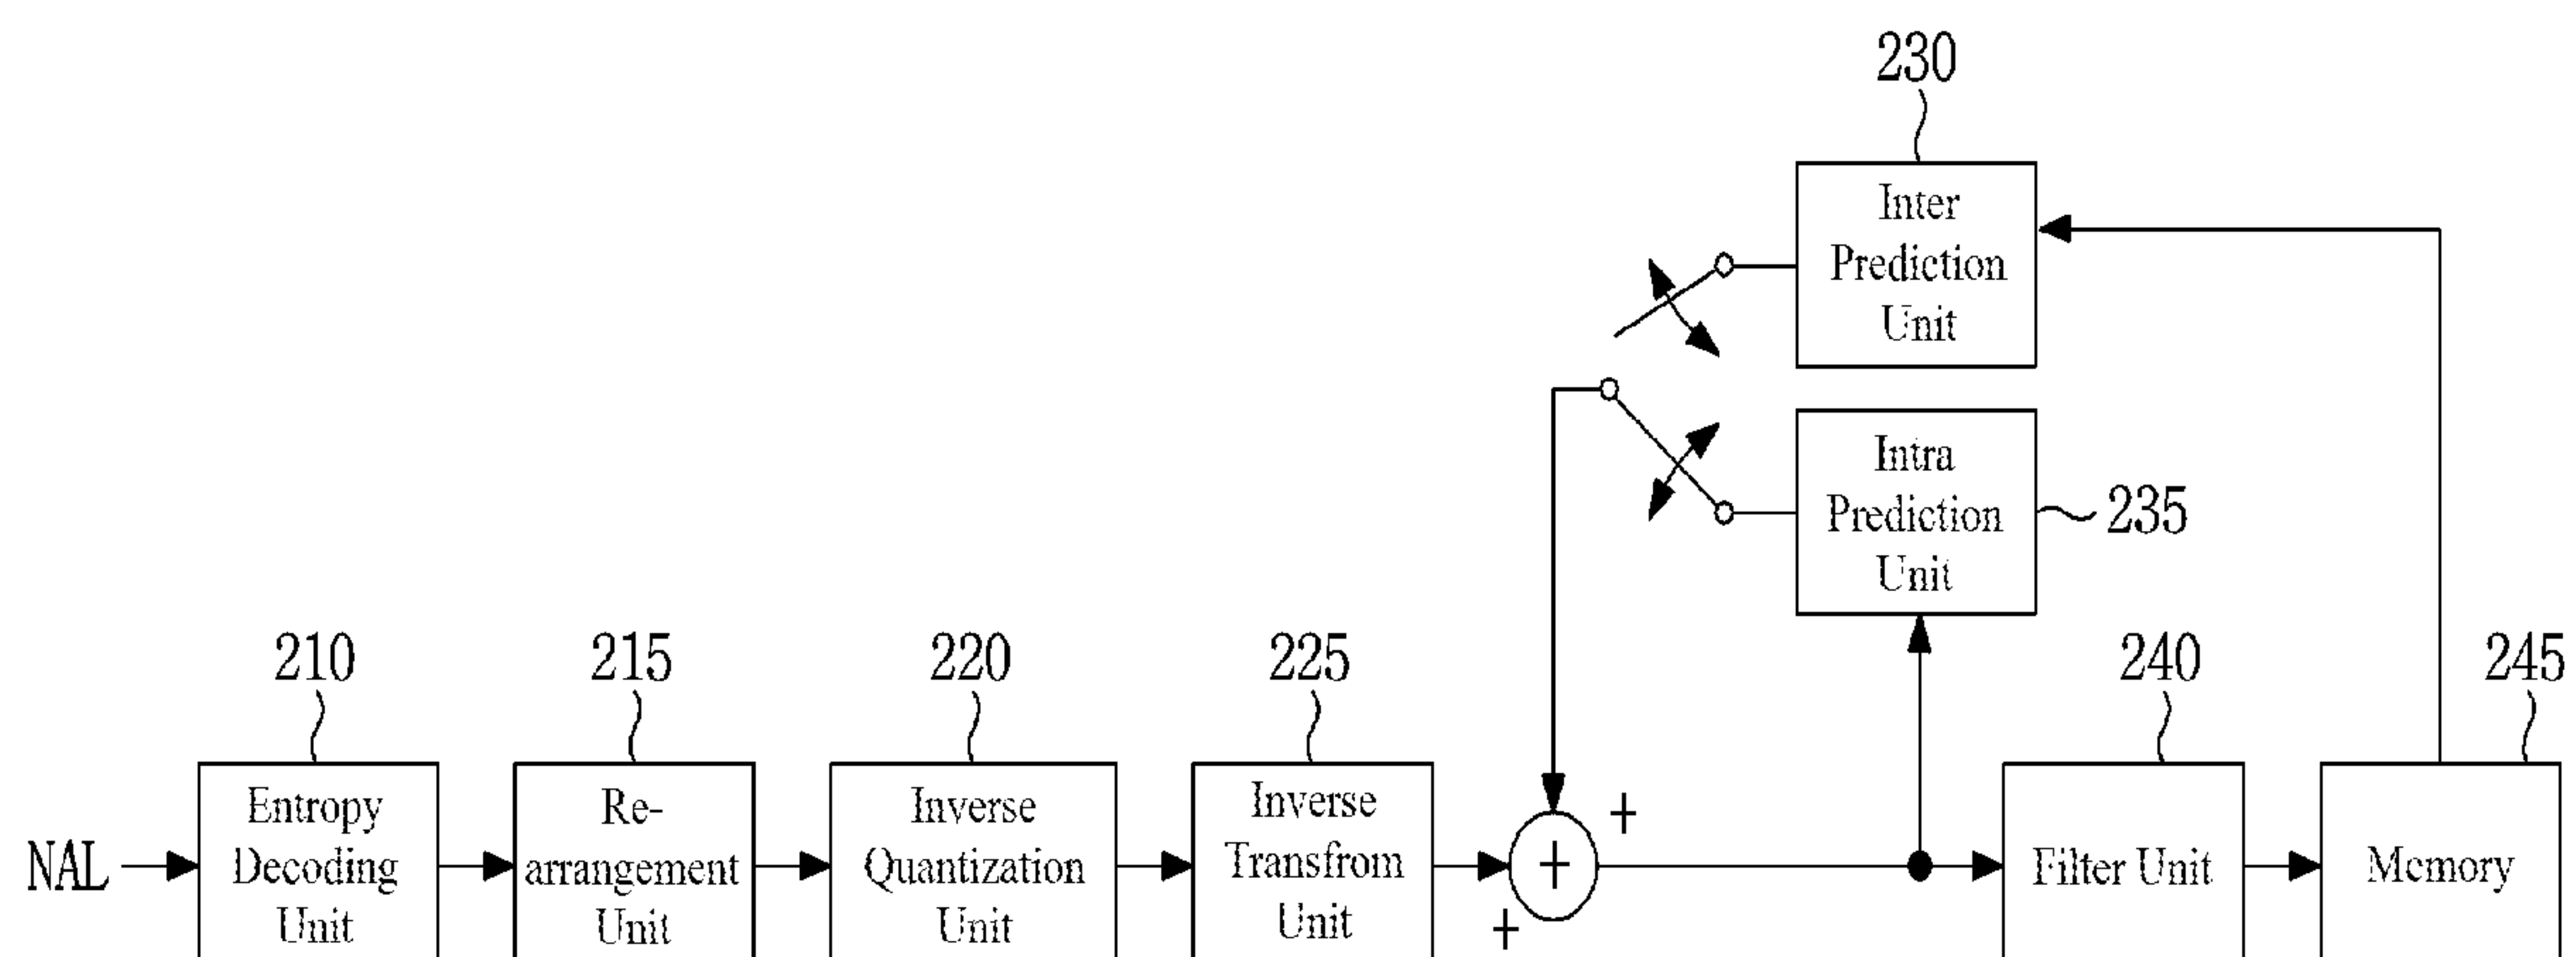 230
Inter
Prediction
Unit
Intra
Prediction
Unit
235
210
215
220
225
240
245
NAL
Entropy
Decoding
Unit
Re-
arrangement
Unit
Inverse
Quantization
Unit
Inverse
Transfrom
Unit
+
+
+
Filter Unit
Memory